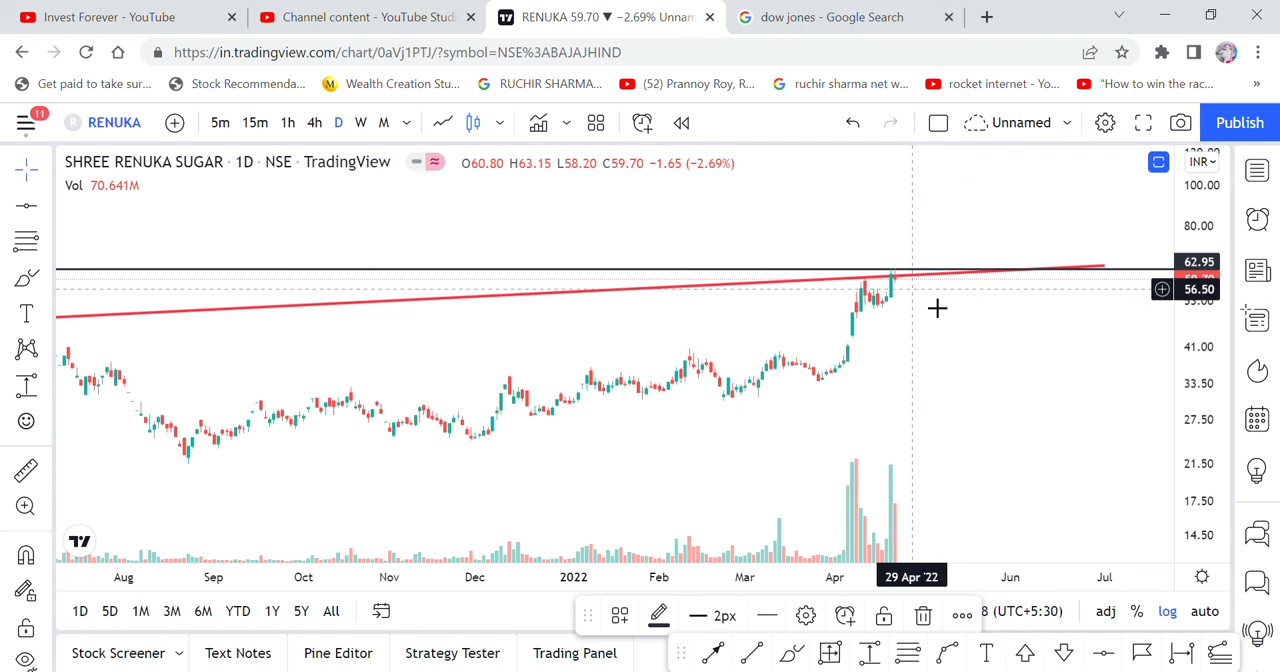 Invest Forever - YouTube
Channel content - YouTube Studi
RENUKA 59.70 ▼ −2.69% Unnam
dow jones - Google Search
https://in.tradingview.com/chart/0aVj1PTJ/?symbol=NSE%3ABAJAJHIND
Get paid to take sur...
Stock Recommenda...
Wealth Creation Stu...
RUCHIR SHARMA...
(52) Prannoy Roy, R...
ruchir sharma net w...
rocket internet - Yo...
"How to win the rac...
»
11
R
RENUKA
5m 15m 1h 4h D W M
Unnamed
Publish
SHREE RENUKA SUGAR · 1D · NSE · TradingView
O60.80 H63.15 L58.20 C59.70 −1.65 (−2.69%)
INR
Vol 70.641M
100.00
80.00
62.95
56.50
41.00
33.50
27.50
21.50
17.50
14.50
Aug Sep Oct Nov Dec 2022 Feb Mar Apr 29 Apr '22 Jun Jul
1D 5D 1M 3M 6M YTD 1Y 5Y All
2px
8 (UTC+5:30)
adj % log auto
Stock Screener
Text Notes
Pine Editor
Strategy Tester
Trading Panel